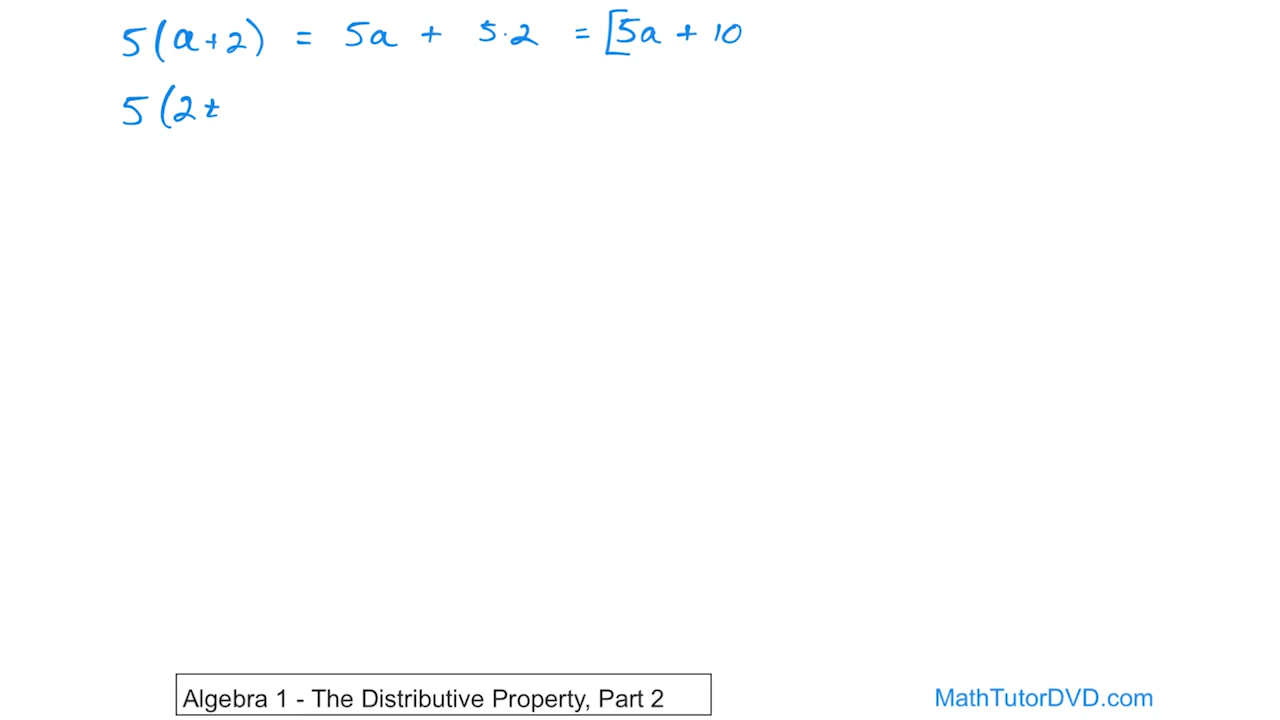 5(a+2) = 5a + 5·2 = [5a + 10
5(2+
Algebra 1 - The Distributive Property, Part 2
MathTutorDVD.com